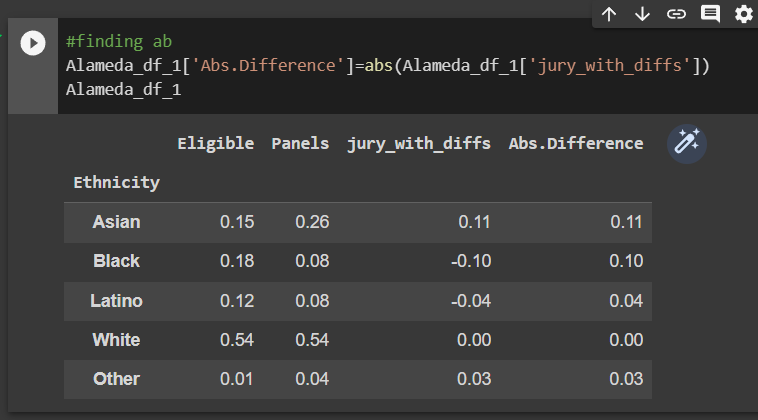 #finding ab
Alameda_df_1['Abs.Difference']=abs(Alameda_df_1['jury_with_diffs'])
Alameda_df_1
Eligible Panels jury_with_diffs Abs.Difference
Ethnicity
Asian 0.15 0.26 0.11 0.11
Black 0.18 0.08 -0.10 0.10
Latino 0.12 0.08 -0.04 0.04
White 0.54 0.54 0.00 0.00
Other 0.01 0.04 0.03 0.03